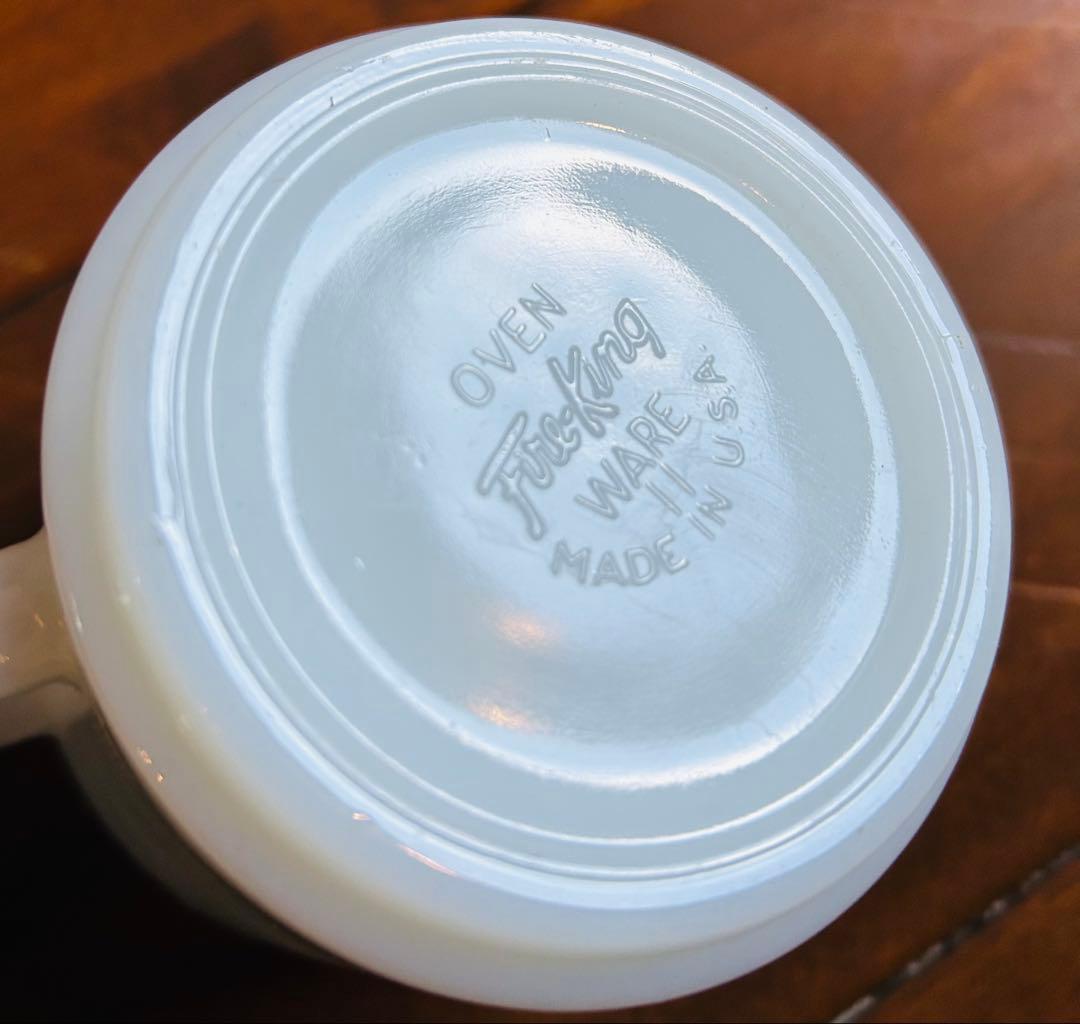 OVEN
Fire-King
WARE
11
MADE IN U.S.A.